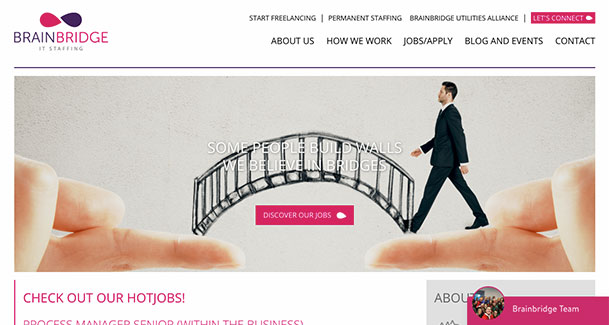 START FREELANCING | PERMANENT STAFFING BRAINBRIDGE UTILITIES ALLIANCE | LET'S CONNECT
BRAINBRIDGE
IT STAFFING
ABOUT US HOW WE WORK JOBS/APPLY BLOG AND EVENTS CONTACT
SOME PEOPLE BUILD WALLS
WE BELIEVE IN BRIDGES
DISCOVER OUR JOBS
CHECK OUT OUR HOTJOBS!
PROCESS MANAGER SENIOR (WITHIN THE BUSINESS)
ABOUT
Brainbridge Team